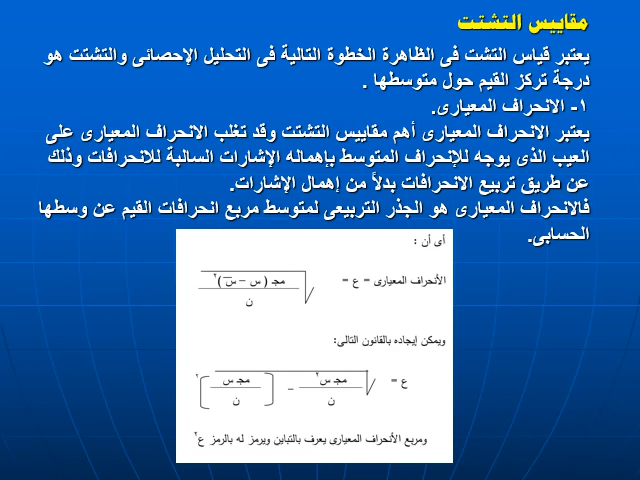 مقاييس التشتت
يعتبر قياس التشت فى الظاهرة الخطوة التالية فى التحليل الإحصائى والتشتت هو
درجة تركز القيم حول متوسطها .
١- الانحراف المعيارى.
يعتبر الانحراف المعيارى أهم مقاييس التشتت وقد تغلب الانحراف المعيارى على
العيب الذى يوجه للإنحراف المتوسط بإهماله الإشارات السالبة للانحرافات وذلك
عن طريق تربيع الانحرافات بدلاً من إهمال الإشارات.
فالانحراف المعيارى هو الجذر التربيعى لمتوسط مربع انحرافات القيم عن وسطها
الحسابى.
أى أن :
الأنحراف المعيارى = ع = √ مجـ ( س – س̅ )٢ / ن
ويمكن إيجاده بالقانون التالى:
ع = √ مجـ س٢ / ن – [ مجـ س / ن ]٢
ومربع الأنحراف المعيارى يعرف بالتباين ويرمز له بالرمز ع٢